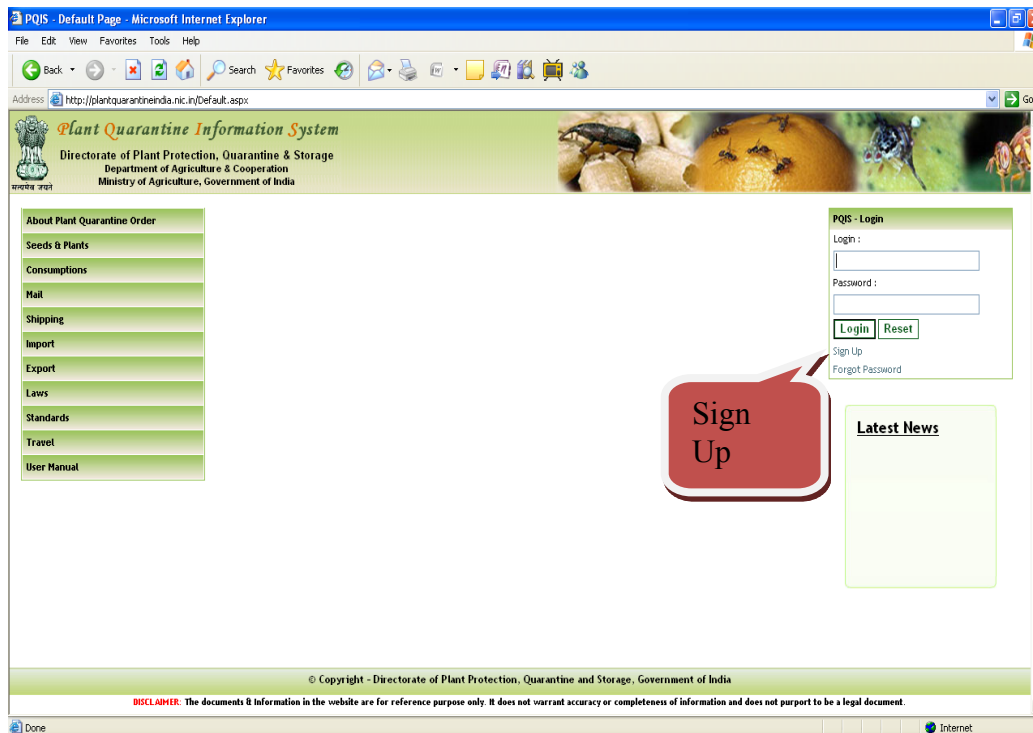 PQIS - Default Page - Microsoft Internet Explorer
File Edit View Favorites Tools Help
Back Search Favorites
Address http://plantquarantineindia.nic.in/Default.aspx Go
Plant Quarantine Information System
Directorate of Plant Protection, Quarantine & Storage
Department of Agriculture & Cooperation
Ministry of Agriculture, Government of India
सत्यमेव जयते
About Plant Quarantine Order
Seeds & Plants
Consumptions
Mail
Shipping
Import
Export
Laws
Standards
Travel
User Manual
PQIS - Login
Login :
Password :
Login Reset
Sign Up
Forgot Password
Sign
Up
Latest News
© Copyright - Directorate of Plant Protection, Quarantine and Storage, Government of India
DISCLAIMER: The documents & Information in the website are for reference purpose only. It does not warrant accuracy or completeness of information and does not purport to be a legal document.
Done Internet